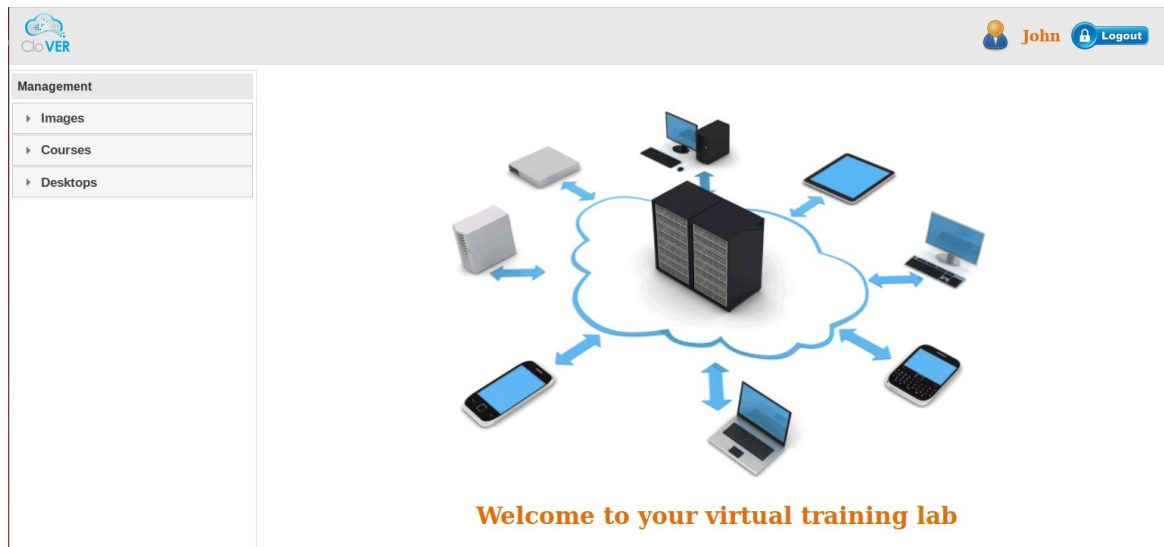 CloVER
John
Logout
Management
Images
Courses
Desktops
Welcome to your virtual training lab